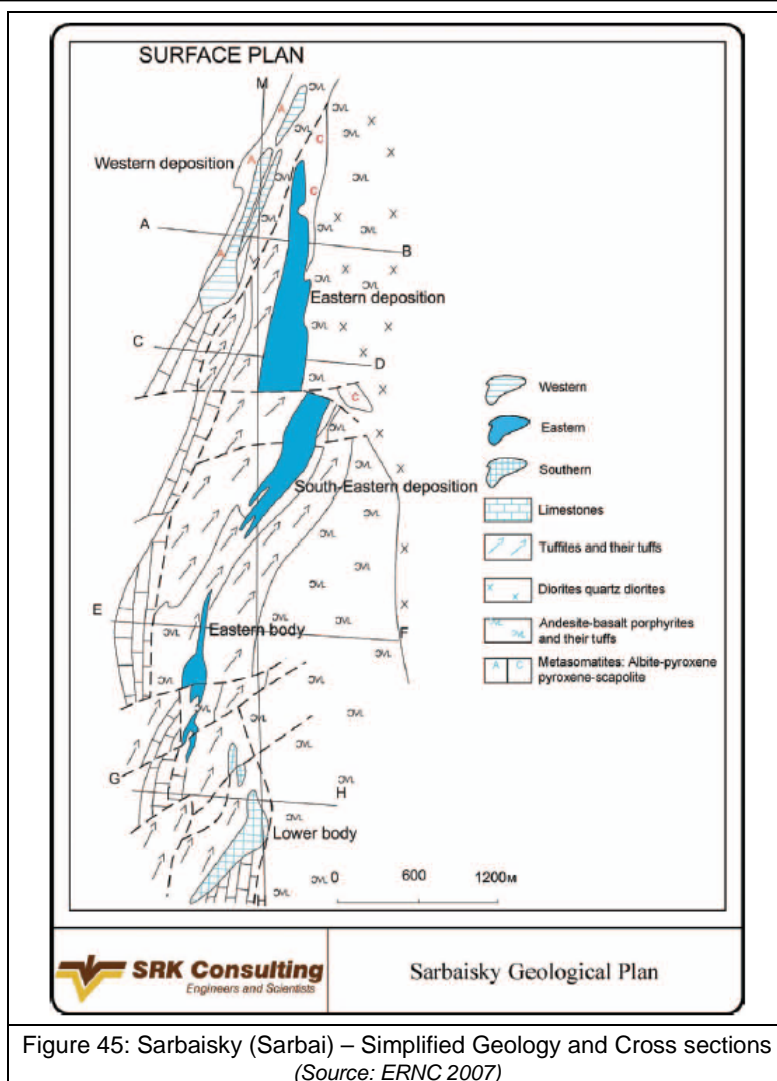 SURFACE PLAN
M
Western deposition
A
B
Eastern deposition
C
D
South-Eastern deposition
E
Eastern body
F
G
H
Lower body
H
0 600 1200м
A
A
A
C
C
C
Western
Eastern
Southern
Limestones
Tuffites and their tuffs
Diorites quartz diorites
Andesite-basalt porphyrites
and their tuffs
A C
Metasomatites: Albite-pyroxene
pyroxene-scapolite
SRK Consulting
Engineers and Scientists
Sarbaisky Geological Plan
Figure 45: Sarbaisky (Sarbai) – Simplified Geology and Cross sections
(Source: ERNC 2007)